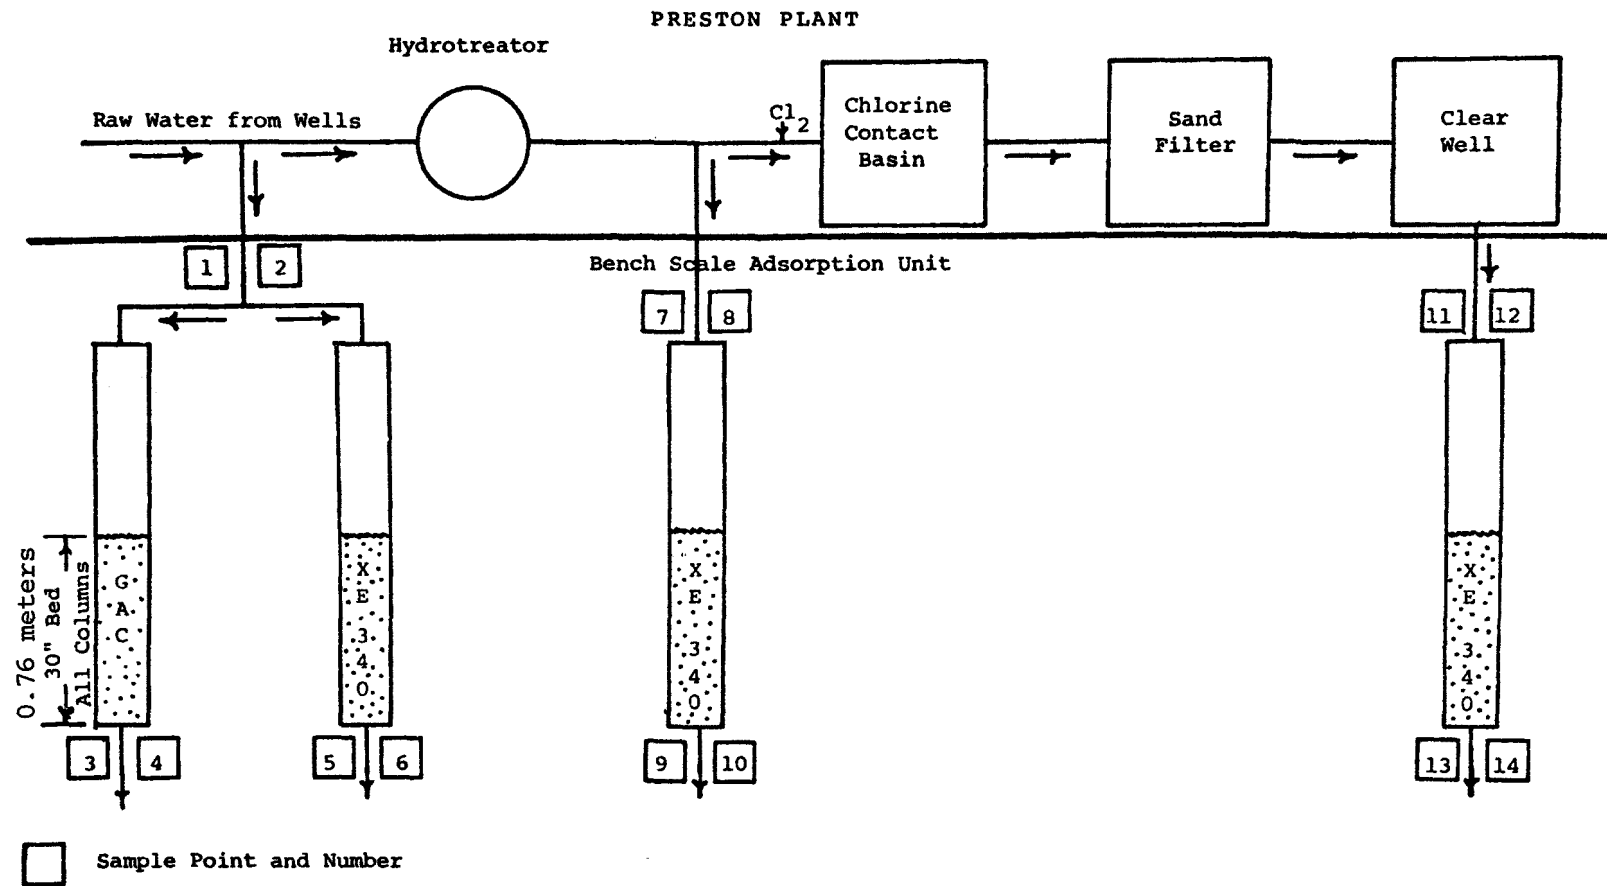 PRESTON PLANT
Hydrotreator
Raw Water from Wells
Cl2
Chlorine
Contact
Basin
Sand
Filter
Clear
Well
1 2
Bench Scale Adsorption Unit
7 8
11 12
0.76 meters
30" Bed
All Columns
G
A
C
X
E
3
4
0
X
E
3
4
0
X
E
3
4
0
3 4
5 6
9 10
13 14
Sample Point and Number